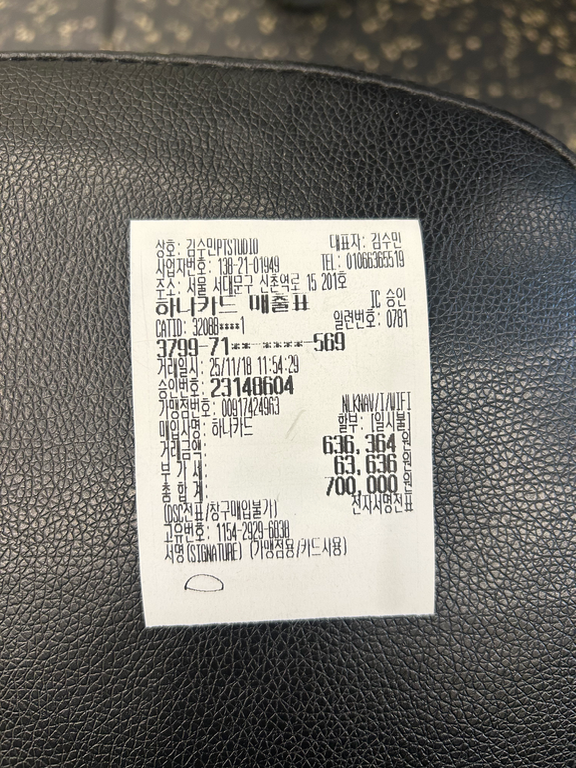 상호: 김수민PTSTUDIO 대표자: 김수민
사업자번호: 138-21-01949 TEL: 01066365519
주소: 서울 서대문구 신촌역로 15 201호
하나카드 매출표 IC 승인
CATID: 32088****1 일련번호: 0781
3799-71**-****-569
거래일시: 25/11/18 11:54:29
승인번호: 23148604
가맹점번호: 00917424963 NLKNAV/I/UIFI
매입사명: 하나카드 할부: [일시불]
거래금액: 636,364 원
부 가 세: 63,636 원
총 합 계: 700,000 원
(DSC전표/창구매입불가) 전자서명전표
고유번호: 1154-2929-6838
서명(SIGNATURE) (가맹점용/카드사용)